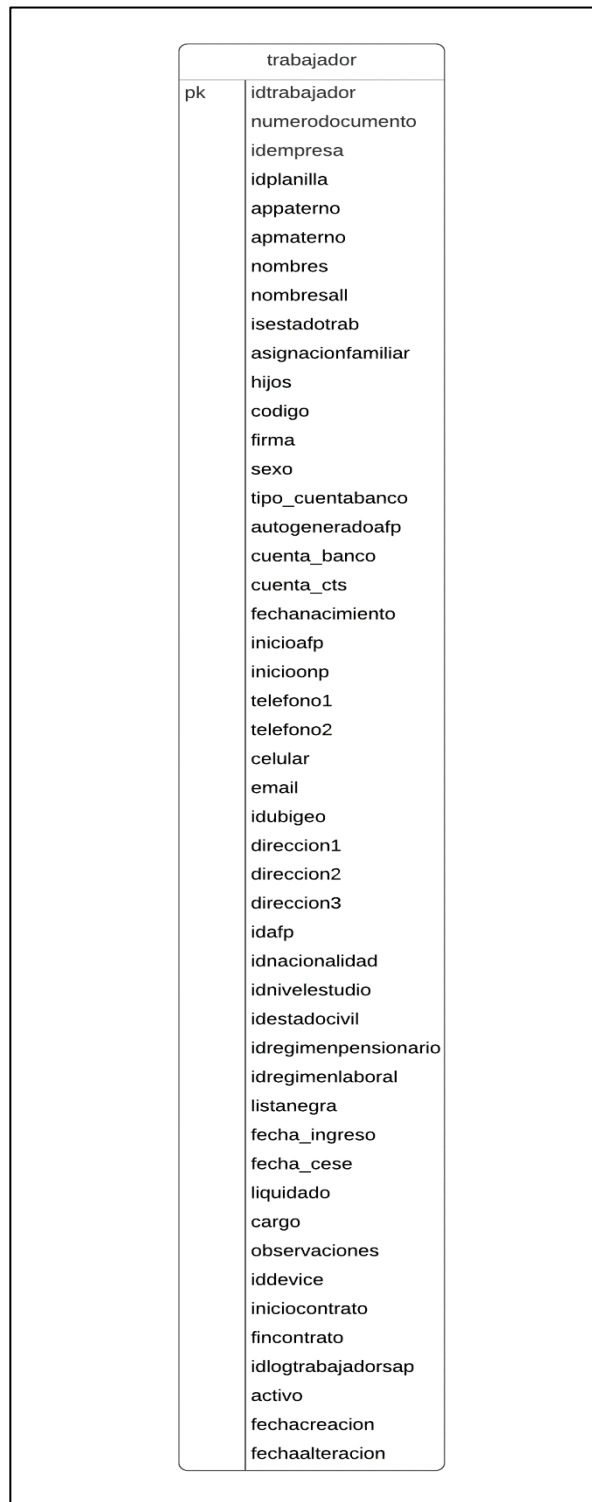 trabajador
pk idtrabajador
numerodocumento
idempresa
idplanilla
appaterno
apmaterno
nombres
nombresall
isestadotrab
asignacionfamiliar
hijos
codigo
firma
sexo
tipo_cuentabanco
autogeneradoafp
cuenta_banco
cuenta_cts
fechanacimiento
inicioafp
inicioonp
telefono1
telefono2
celular
email
idubigeo
direccion1
direccion2
direccion3
idafp
idnacionalidad
idnivelestudio
idestadocivil
idregimenpensionario
idregimenlaboral
listanegra
fecha_ingreso
fecha_cese
liquidado
cargo
observaciones
iddevice
iniciocontrato
fincontrato
idlogtrabajadorsap
activo
fechacreacion
fechaalteracion